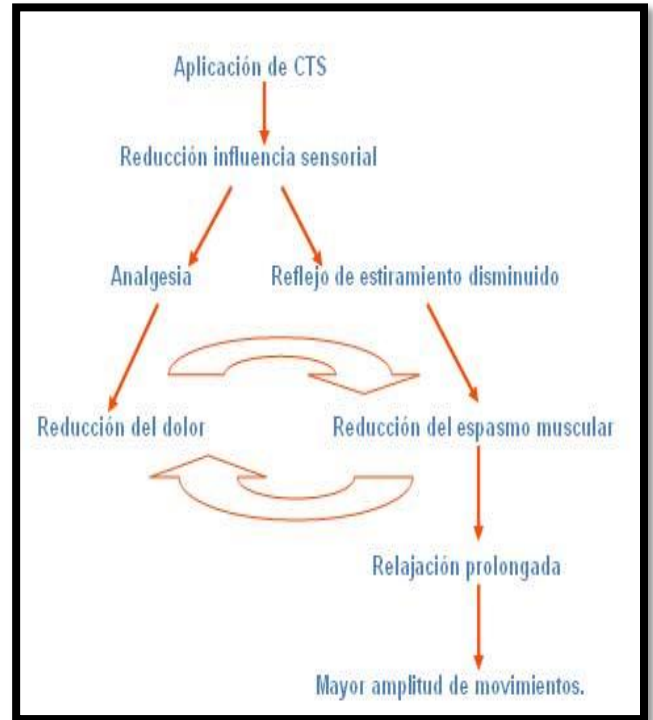 Aplicación de CTS
Reducción influencia sensorial
Analgesia
Reflejo de estiramiento disminuido
Reducción del dolor
Reducción del espasmo muscular
Relajación prolongada
Mayor amplitud de movimientos.